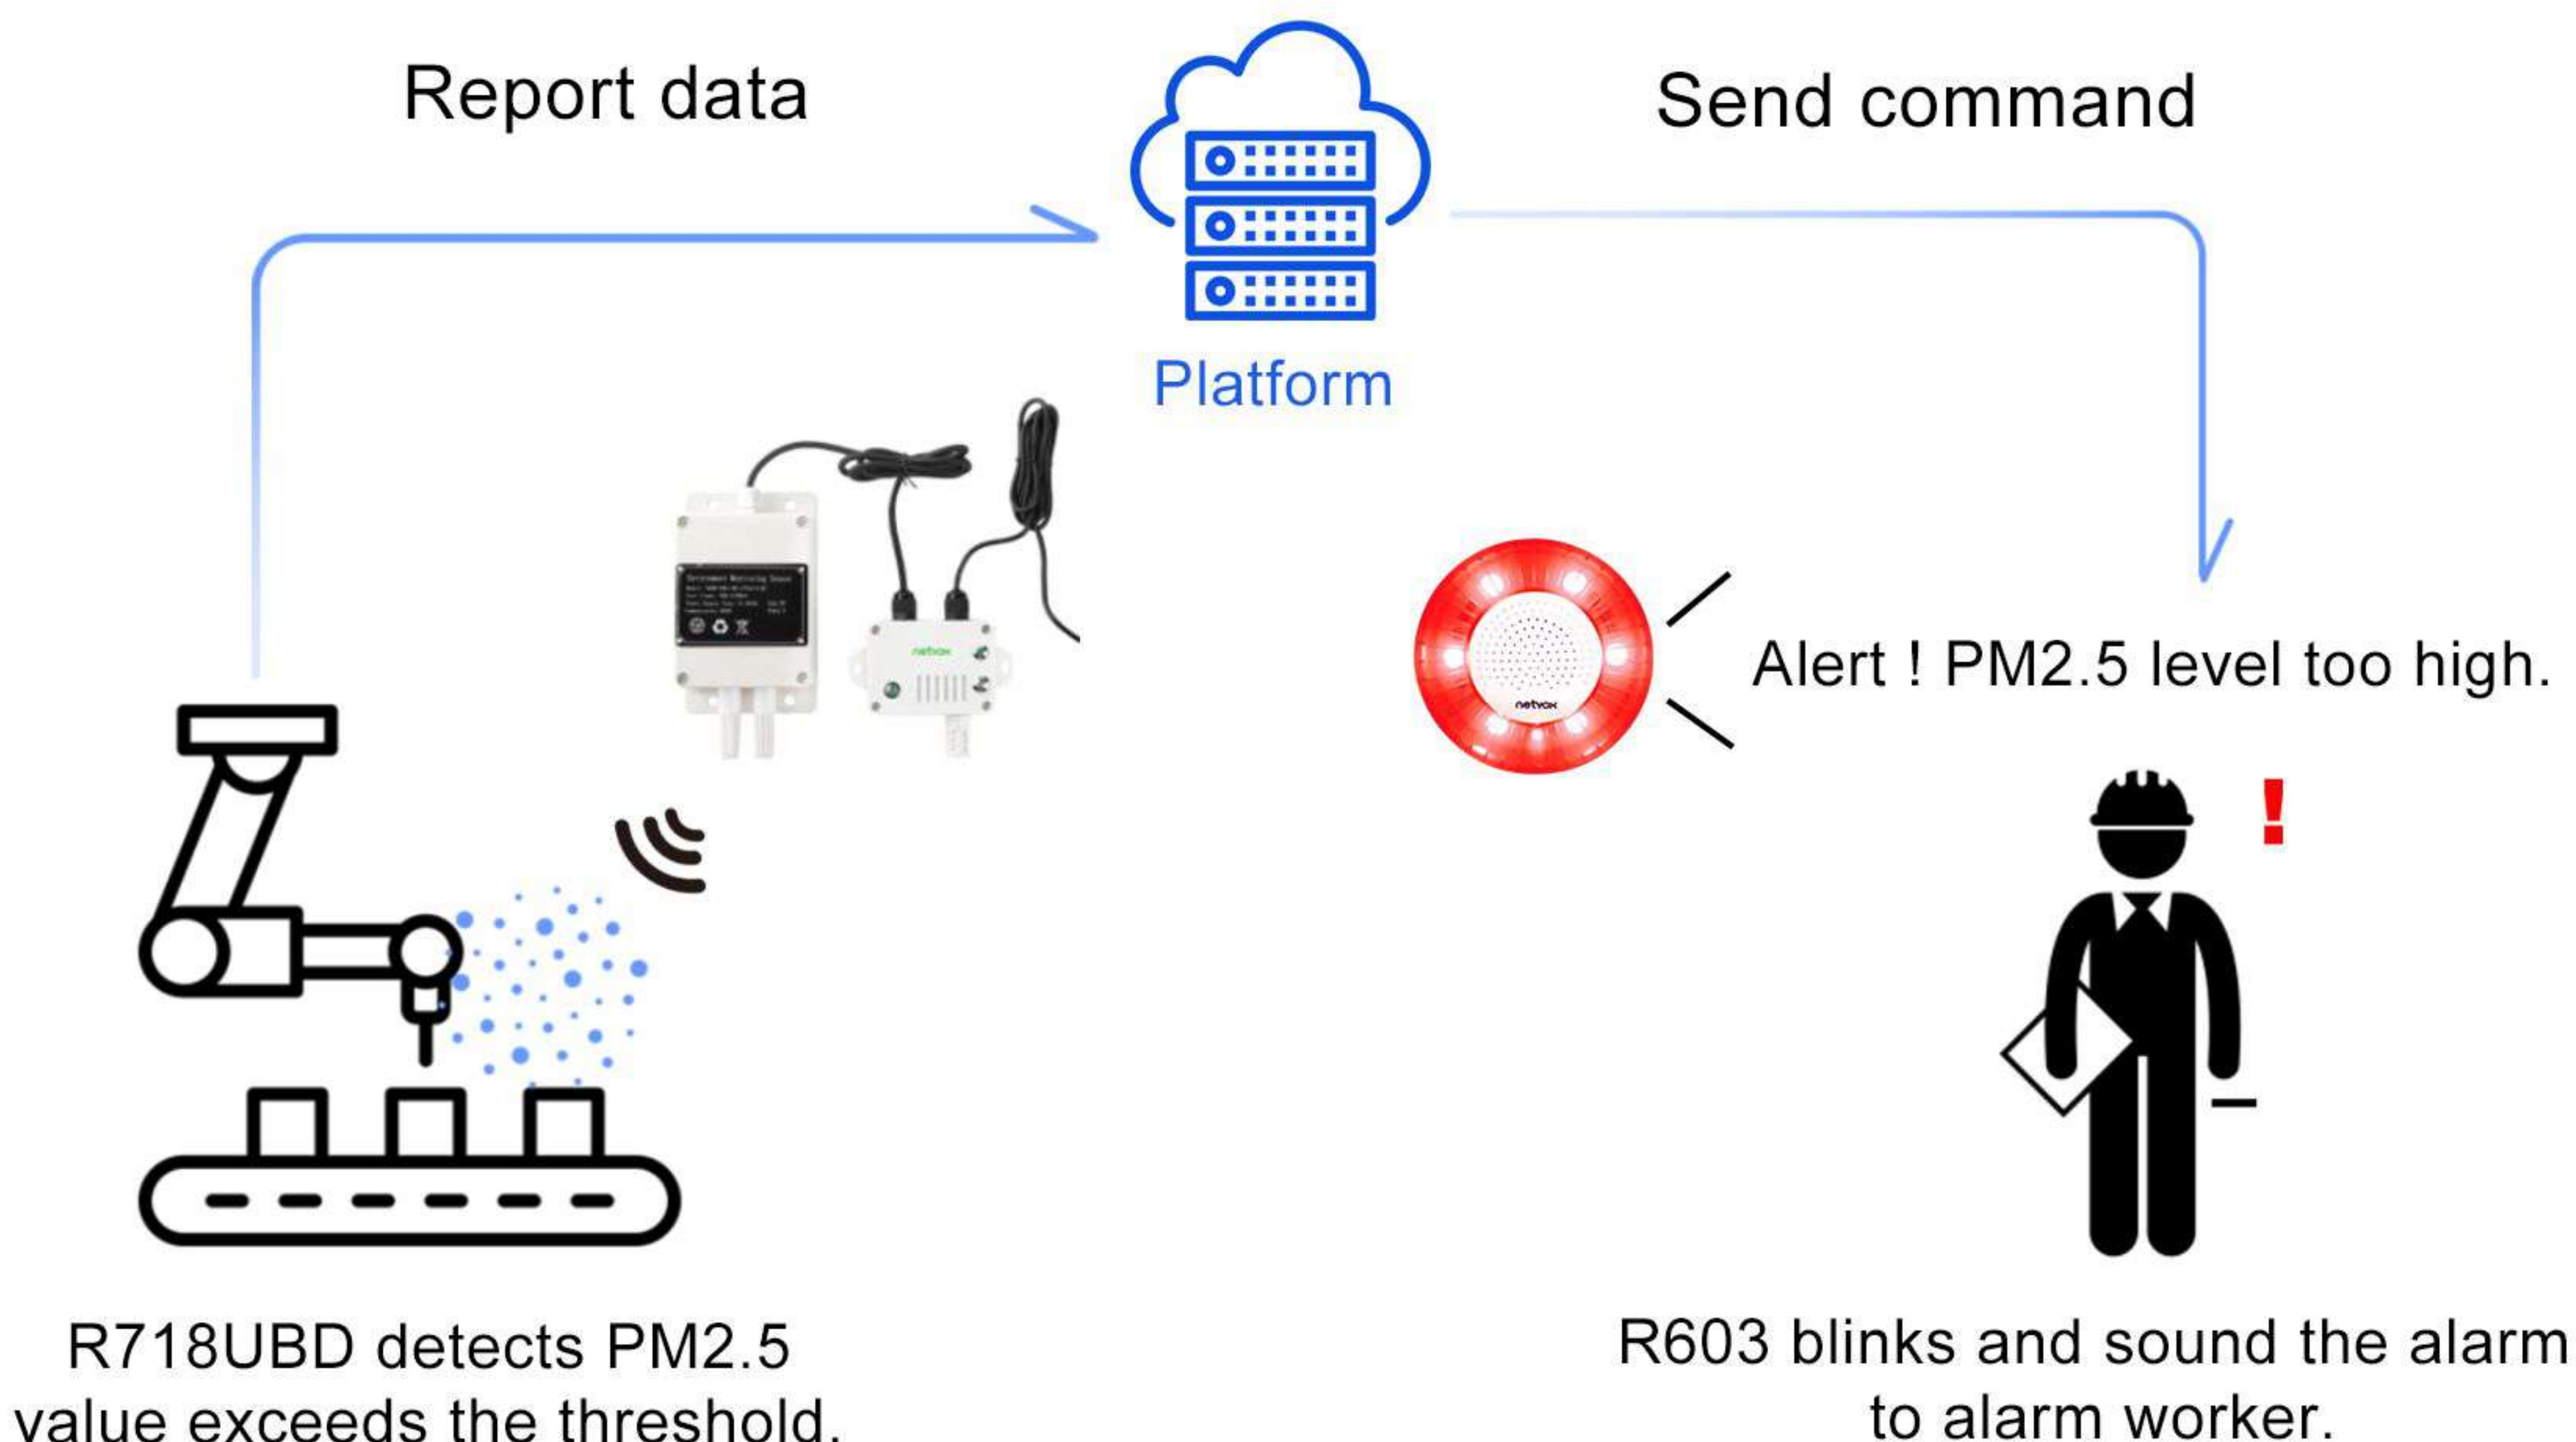 Report data
Send command
Platform
netvox
Alert ! PM2.5 level too high.
netvox
R718UBD detects PM2.5
value exceeds the threshold.
R603 blinks and sound the alarm
to alarm worker.